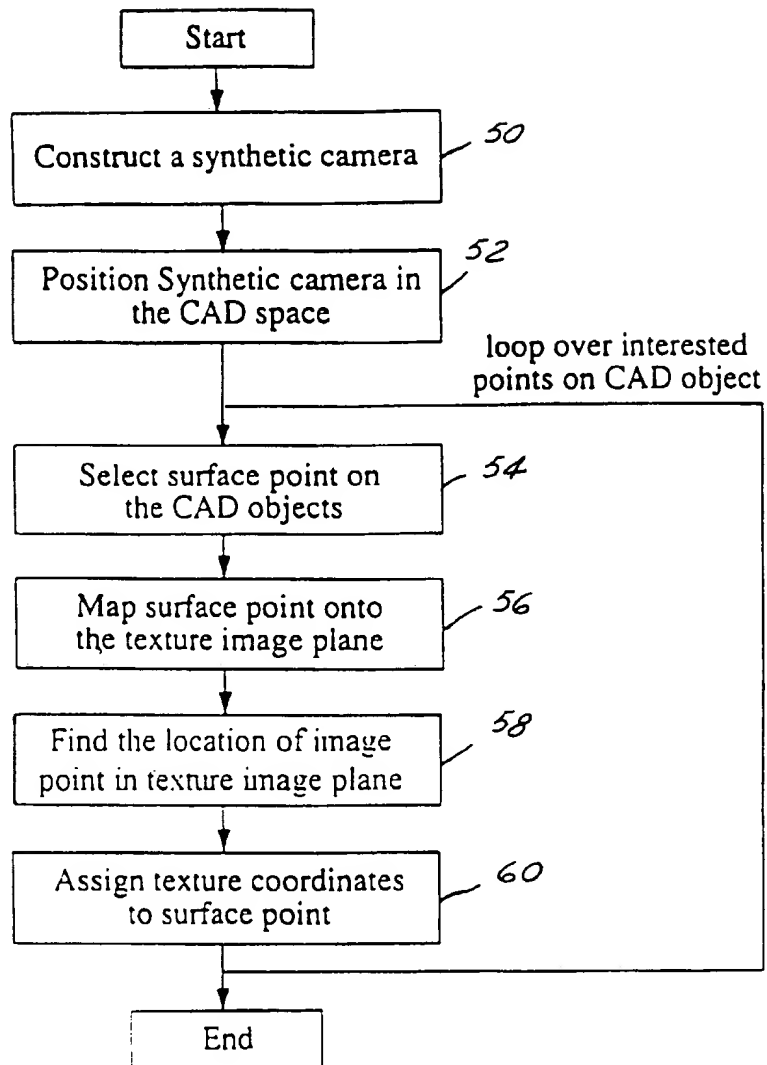 Start
Construct a synthetic camera
50
Position Synthetic camera in
the CAD space
52
loop over interested
points on CAD object
Select surface point on
the CAD objects
54
Map surface point onto
the texture image plane
56
Find the location of image
point in texture image plane
58
Assign texture coordinates
to surface point
60
End